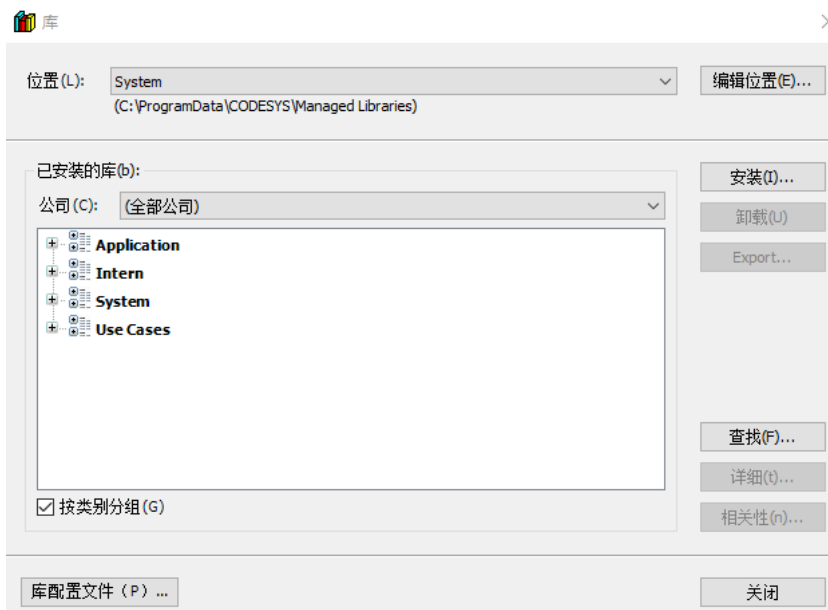 库
位置(L): System 编辑位置(E)...
(C:\ProgramData\CODESYS\Managed Libraries)
已安装的库(b):
安装(I)...
公司(C): (全部公司)
卸载(U)
Application
Export...
Intern
System
Use Cases
查找(F)...
详细(t)...
☑按类别分组(G)
相关性(n)...
库配置文件（P）...
关闭